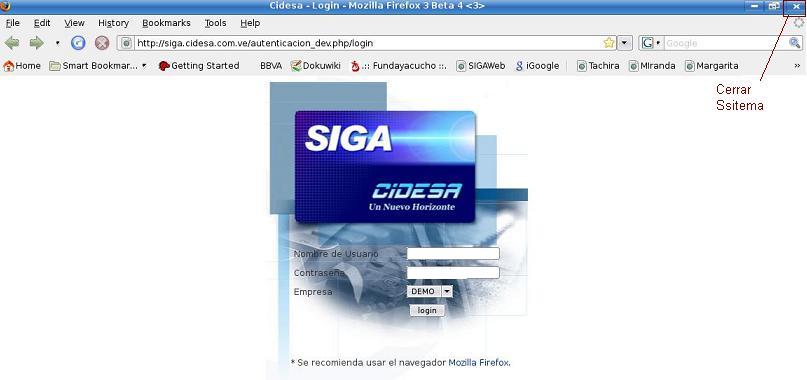 Cidesa - Login - Mozilla Firefox 3 Beta 4 <3>
File Edit View History Bookmarks Tools Help
http://siga.cidesa.com.ve/autenticacion_dev.php/login
G Google
Home Smart Bookmar... Getting Started BBVA Dokuwiki .:: Fundayacucho ::. SIGAWeb iGoogle Tachira MIranda Margarita »
Cerrar
Ssitema
SIGA
CIDESA
Un Nuevo Horizonte
Nombre de Usuario
Contraseña
Empresa DEMO
login
* Se recomienda usar el navegador Mozilla Firefox.